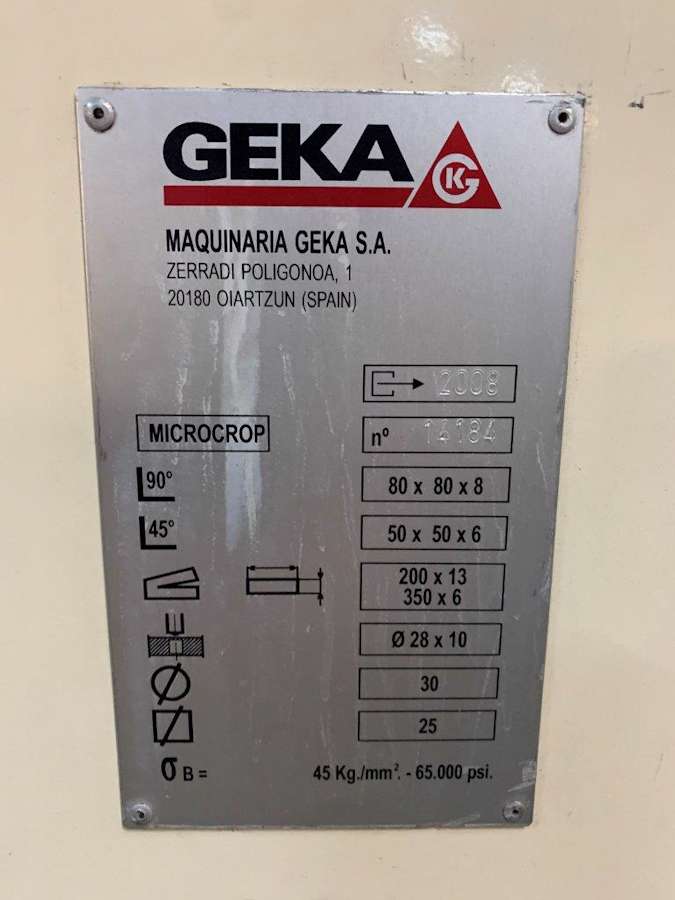 GEKA
KG
MAQUINARIA GEKA S.A.
ZERRADI POLIGONOA, 1
20180 OIARTZUN (SPAIN)
2008
MICROCROP nº 14184
90° 80 x 80 x 8
45° 50 x 50 x 6
200 x 13
350 x 6
Ø 28 x 10
30
25
σ B = 45 Kg./mm². - 65.000 psi.